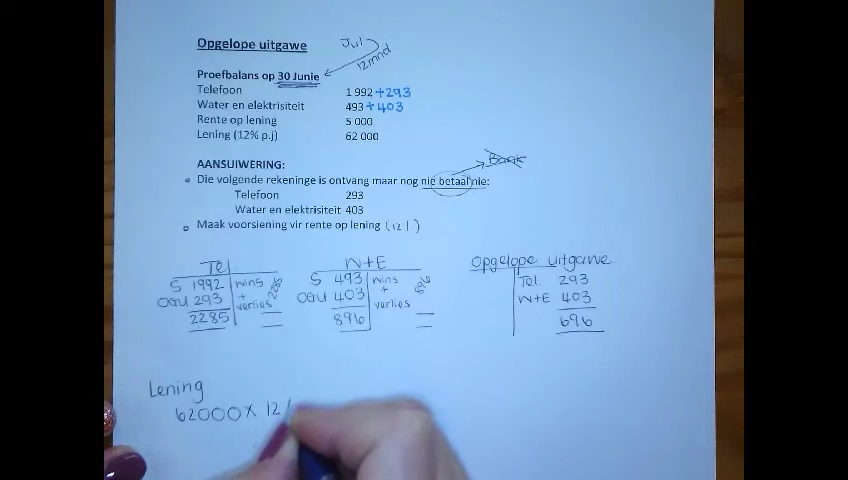 Opgelope uitgawe Jul
12mnd
Proefbalans op 30 Junie
Telefoon 1 992 +293
Water en elektrisiteit 493 +403
Rente op lening 5 000
Lening (12% p.j) 62 000
AANSUIWERING: Bank
Die volgende rekeninge is ontvang maar nog nie betaal nie:
Telefoon 293
Water en elektrisiteit 403
Maak voorsiening vir rente op lening (12/ )
Tel W+E Opgelope uitgawe
S 1992 wins 2285 S 493 wins 896 Tel. 293
OGU 293 + verlies OGU 403 + verlies W+E 403
2285 896 696
Lening
62000 x 12/